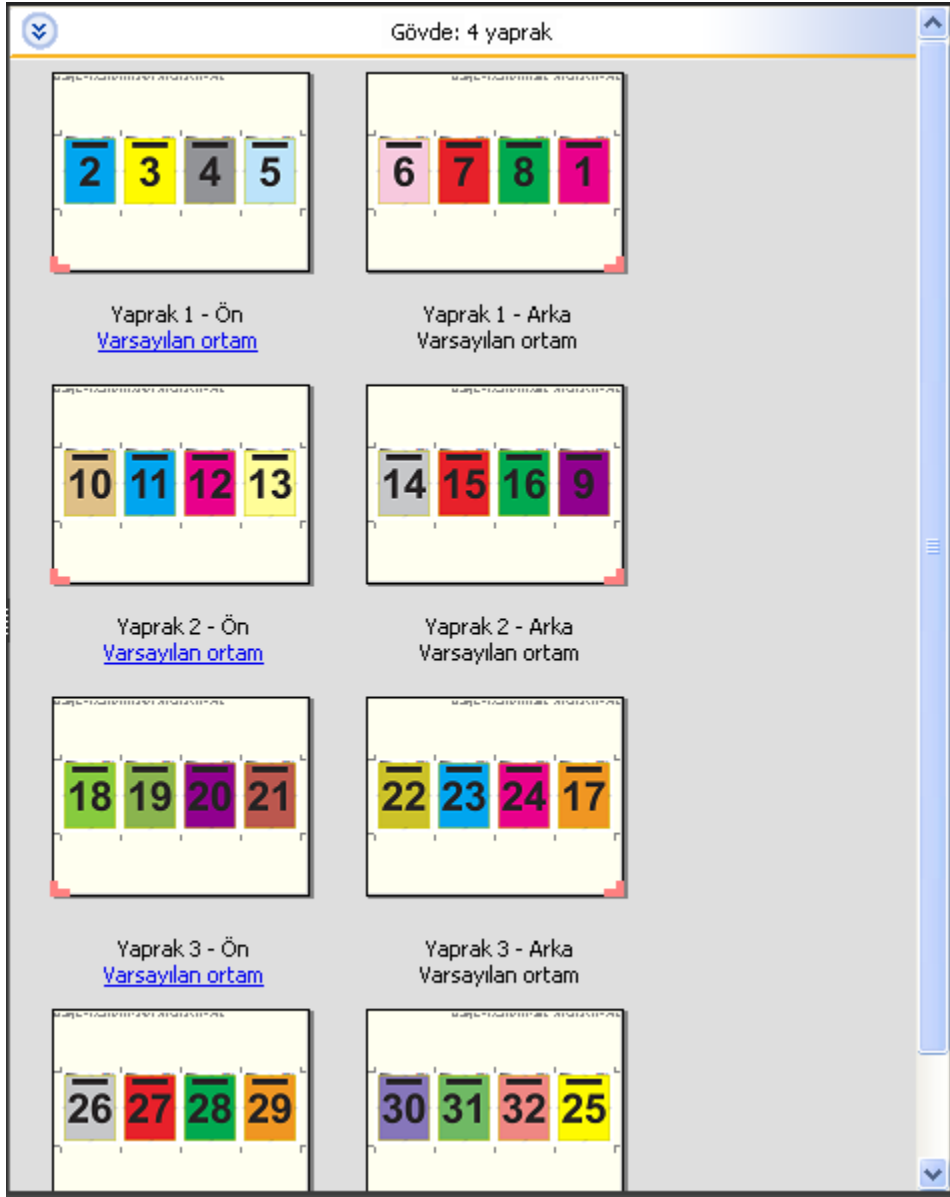 Gövde: 4 yaprak
2 3 4 5
6 7 8 1
Yaprak 1 - Ön
Varsayılan ortam
Yaprak 1 - Arka
Varsayılan ortam
10 11 12 13
14 15 16 9
Yaprak 2 - Ön
Varsayılan ortam
Yaprak 2 - Arka
Varsayılan ortam
18 19 20 21
22 23 24 17
Yaprak 3 - Ön
Varsayılan ortam
Yaprak 3 - Arka
Varsayılan ortam
26 27 28 29
30 31 32 25